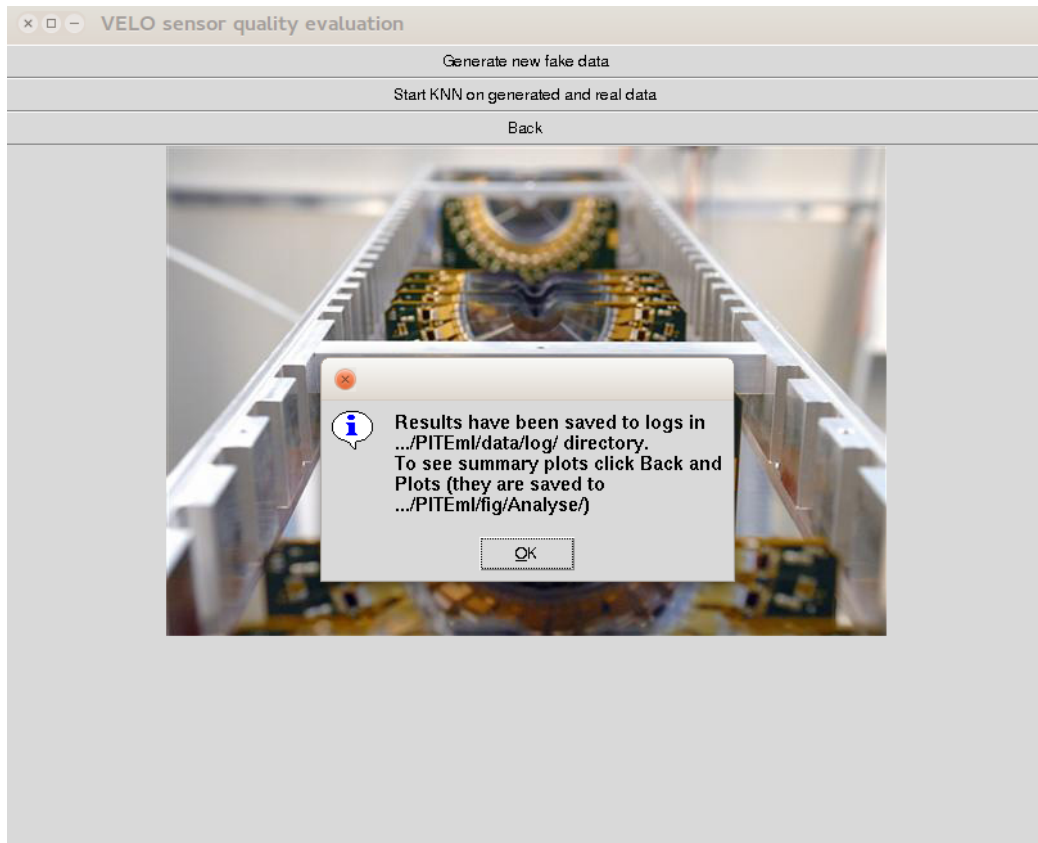 VELO sensor quality evaluation
Generate new fake data
Start KNN on generated and real data
Back
Results have been saved to logs in
.../PITEml/data/log/ directory.
To see summary plots click Back and
Plots (they are saved to
.../PITEml/fig/Analyse/)
OK